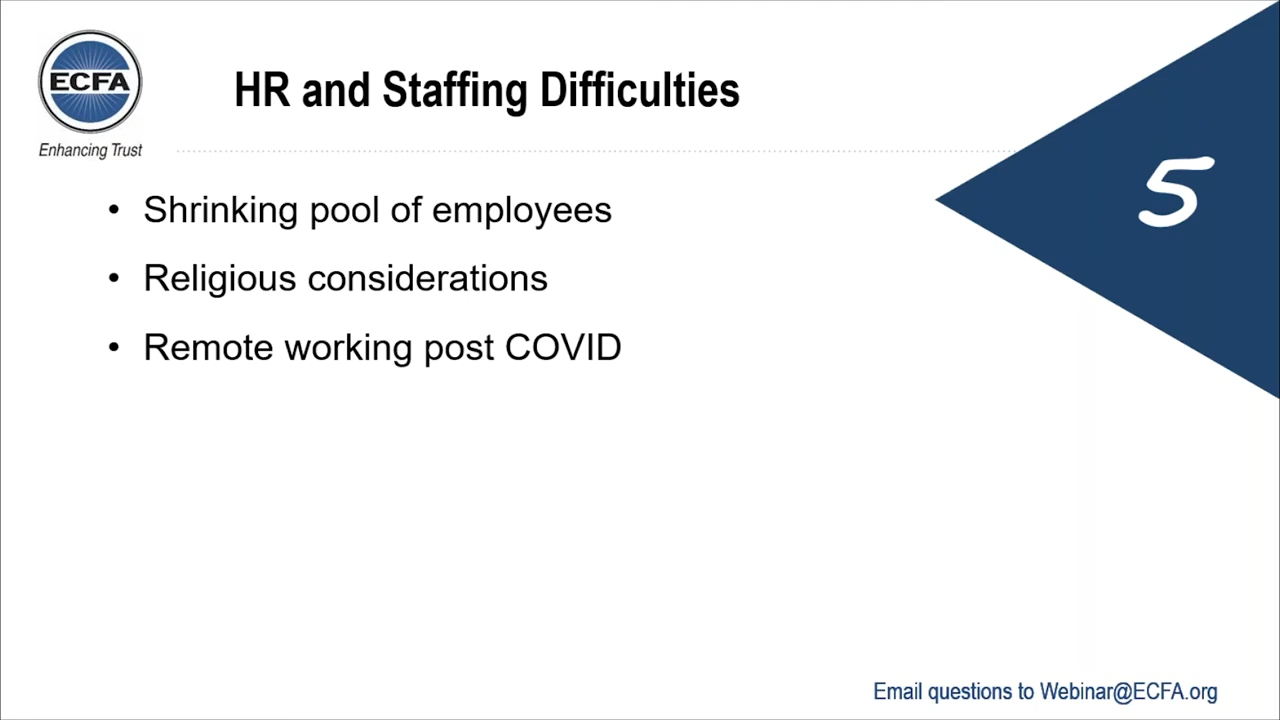 ECFA
Enhancing Trust
HR and Staffing Difficulties
5
• Shrinking pool of employees
• Religious considerations
• Remote working post COVID
Email questions to Webinar@ECFA.org